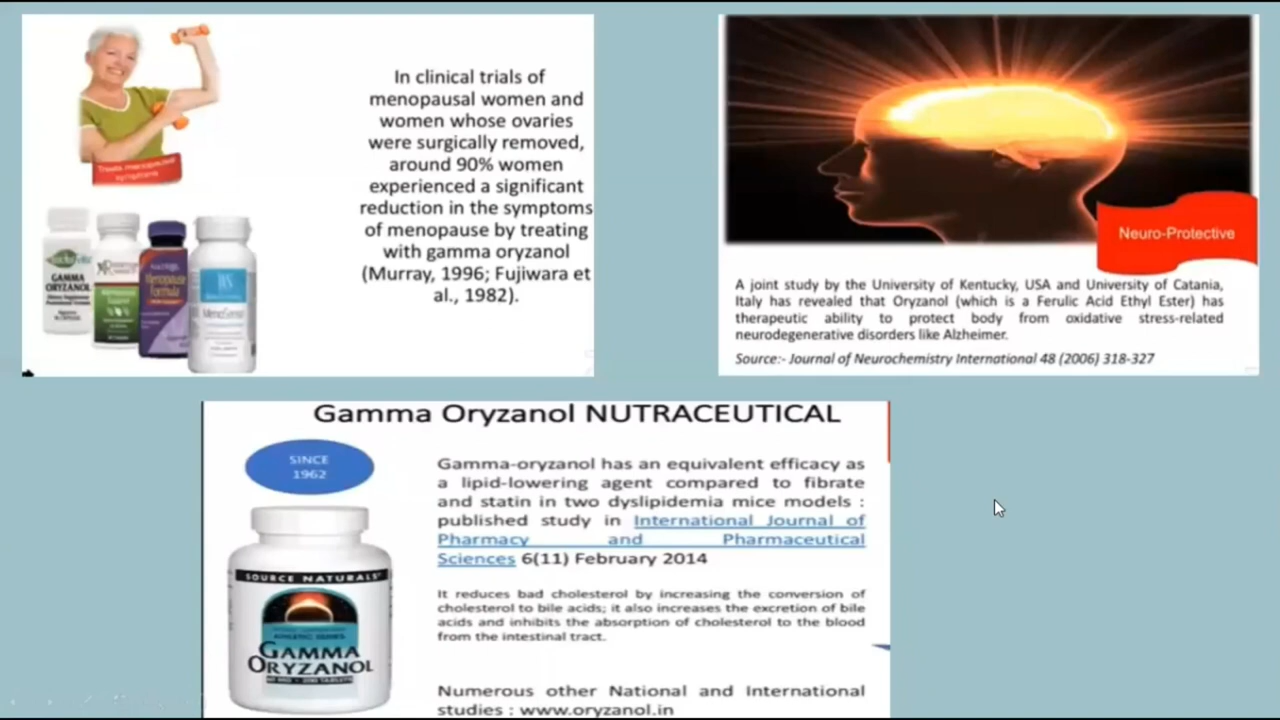 Treats menopausal
symptoms
GAMMA
ORYZANOL
Menopause
Formula
WS
MenoSense
In clinical trials of
menopausal women and
women whose ovaries
were surgically removed,
around 90% women
experienced a significant
reduction in the symptoms
of menopause by treating
with gamma oryzanol
(Murray, 1996; Fujiwara et
al., 1982).
Neuro-Protective
A joint study by the University of Kentucky, USA and University of Catania,
Italy has revealed that Oryzanol (which is a Ferulic Acid Ethyl Ester) has
therapeutic ability to protect body from oxidative stress-related
neurodegenerative disorders like Alzheimer.
Source:- Journal of Neurochemistry International 48 (2006) 318-327
Gamma Oryzanol NUTRACEUTICAL
SINCE
1962
SOURCE NATURALS
ATHLETIC SERIES
GAMMA
ORYZANOL
Gamma-oryzanol has an equivalent efficacy as
a lipid-lowering agent compared to fibrate
and statin in two dyslipidemia mice models :
published study in International Journal of
Pharmacy and Pharmaceutical
Sciences 6(11) February 2014
It reduces bad cholesterol by increasing the conversion of
cholesterol to bile acids; it also increases the excretion of bile
acids and inhibits the absorption of cholesterol to the blood
from the intestinal tract.
Numerous other National and International
studies : www.oryzanol.in